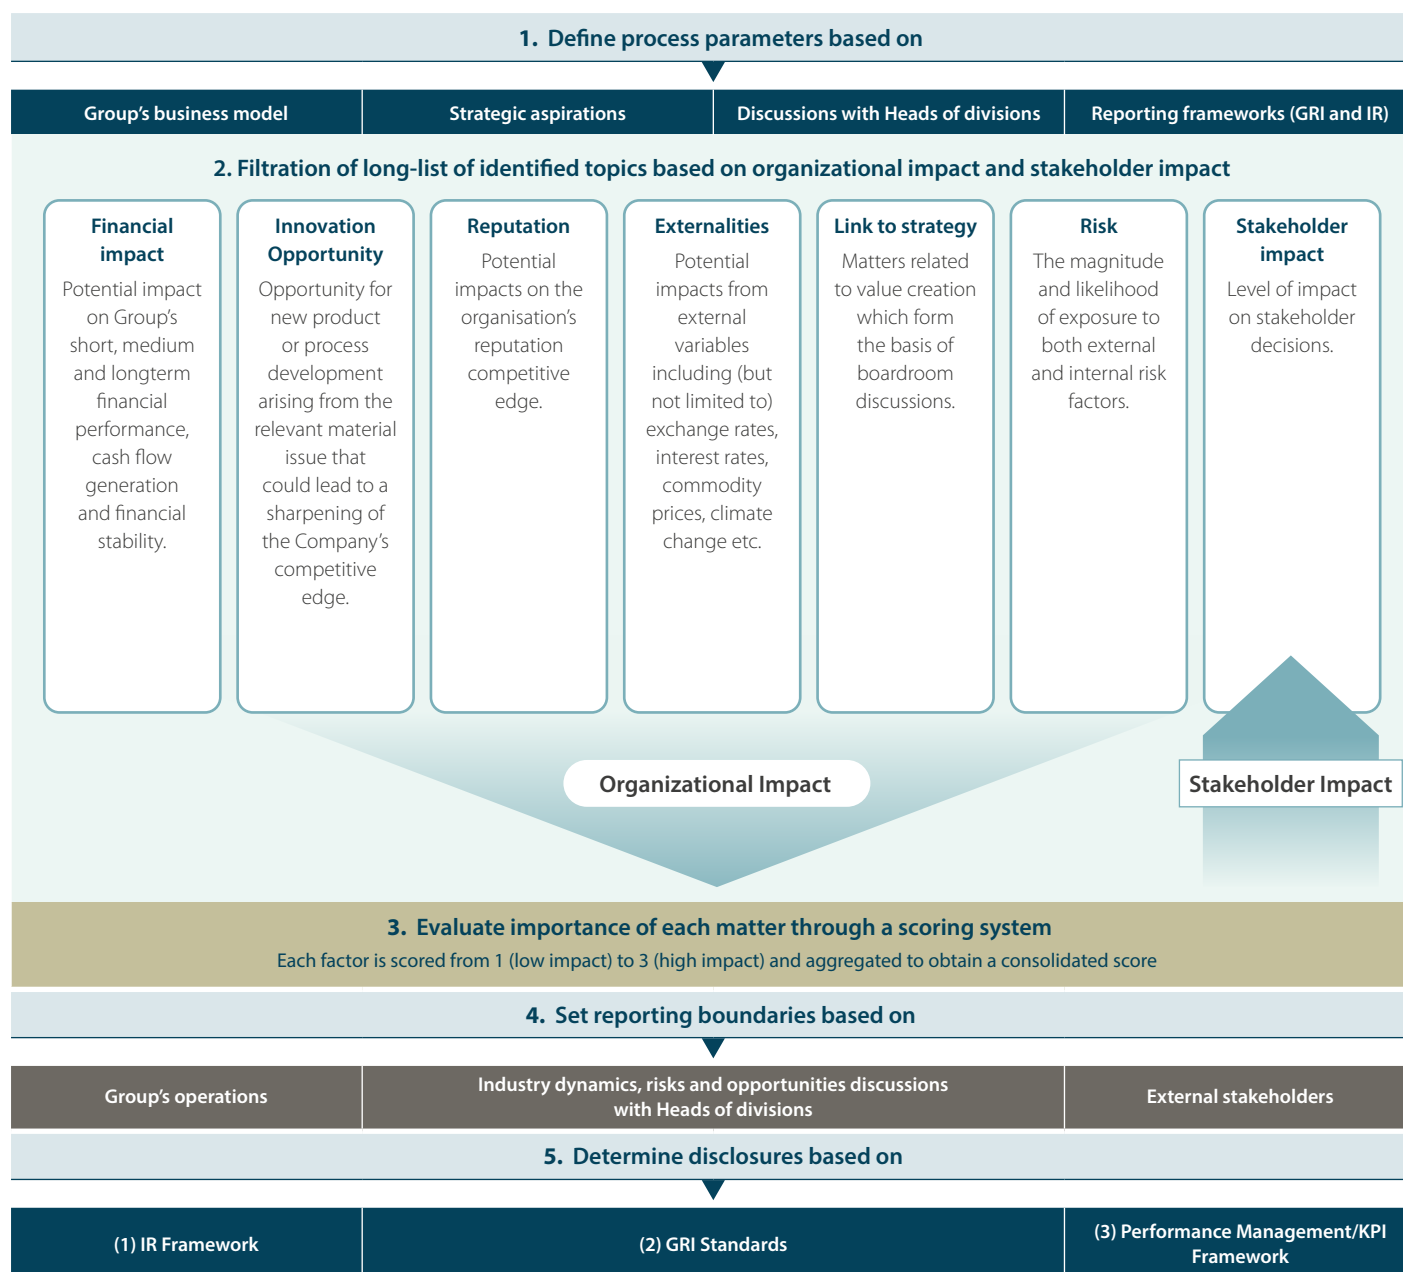 1. Define process parameters based on
Group's business model
Strategic aspirations
Discussions with Heads of divisions
Reporting frameworks (GRI and IR)
2. Filtration of long-list of identified topics based on organizational impact and stakeholder impact
Financial
impact
Potential impact
on Group's
short, medium
and longterm
financial
performance,
cash flow
generation
and financial
stability.
Innovation
Opportunity
Opportunity for
new product
or process
development
arising from the
relevant material
issue that
could lead to a
sharpening of
the Company's
competitive
edge.
Reputation
Potential
impacts on the
organisation's
reputation
competitive
edge.
Externalities
Potential
impacts from
external
variables
including (but
not limited to)
exchange rates,
interest rates,
commodity
prices, climate
change etc.
Link to strategy
Matters related
to value creation
which form
the basis of
boardroom
discussions.
Risk
The magnitude
and likelihood
of exposure to
both external
and internal risk
factors.
Stakeholder
impact
Level of impact
on stakeholder
decisions.
Organizational Impact
Stakeholder Impact
3. Evaluate importance of each matter through a scoring system
Each factor is scored from 1 (low impact) to 3 (high impact) and aggregated to obtain a consolidated score
4. Set reporting boundaries based on
Group's operations
Industry dynamics, risks and opportunities discussions
with Heads of divisions
External stakeholders
5. Determine disclosures based on
(1) IR Framework
(2) GRI Standards
(3) Performance Management/KPI
Framework